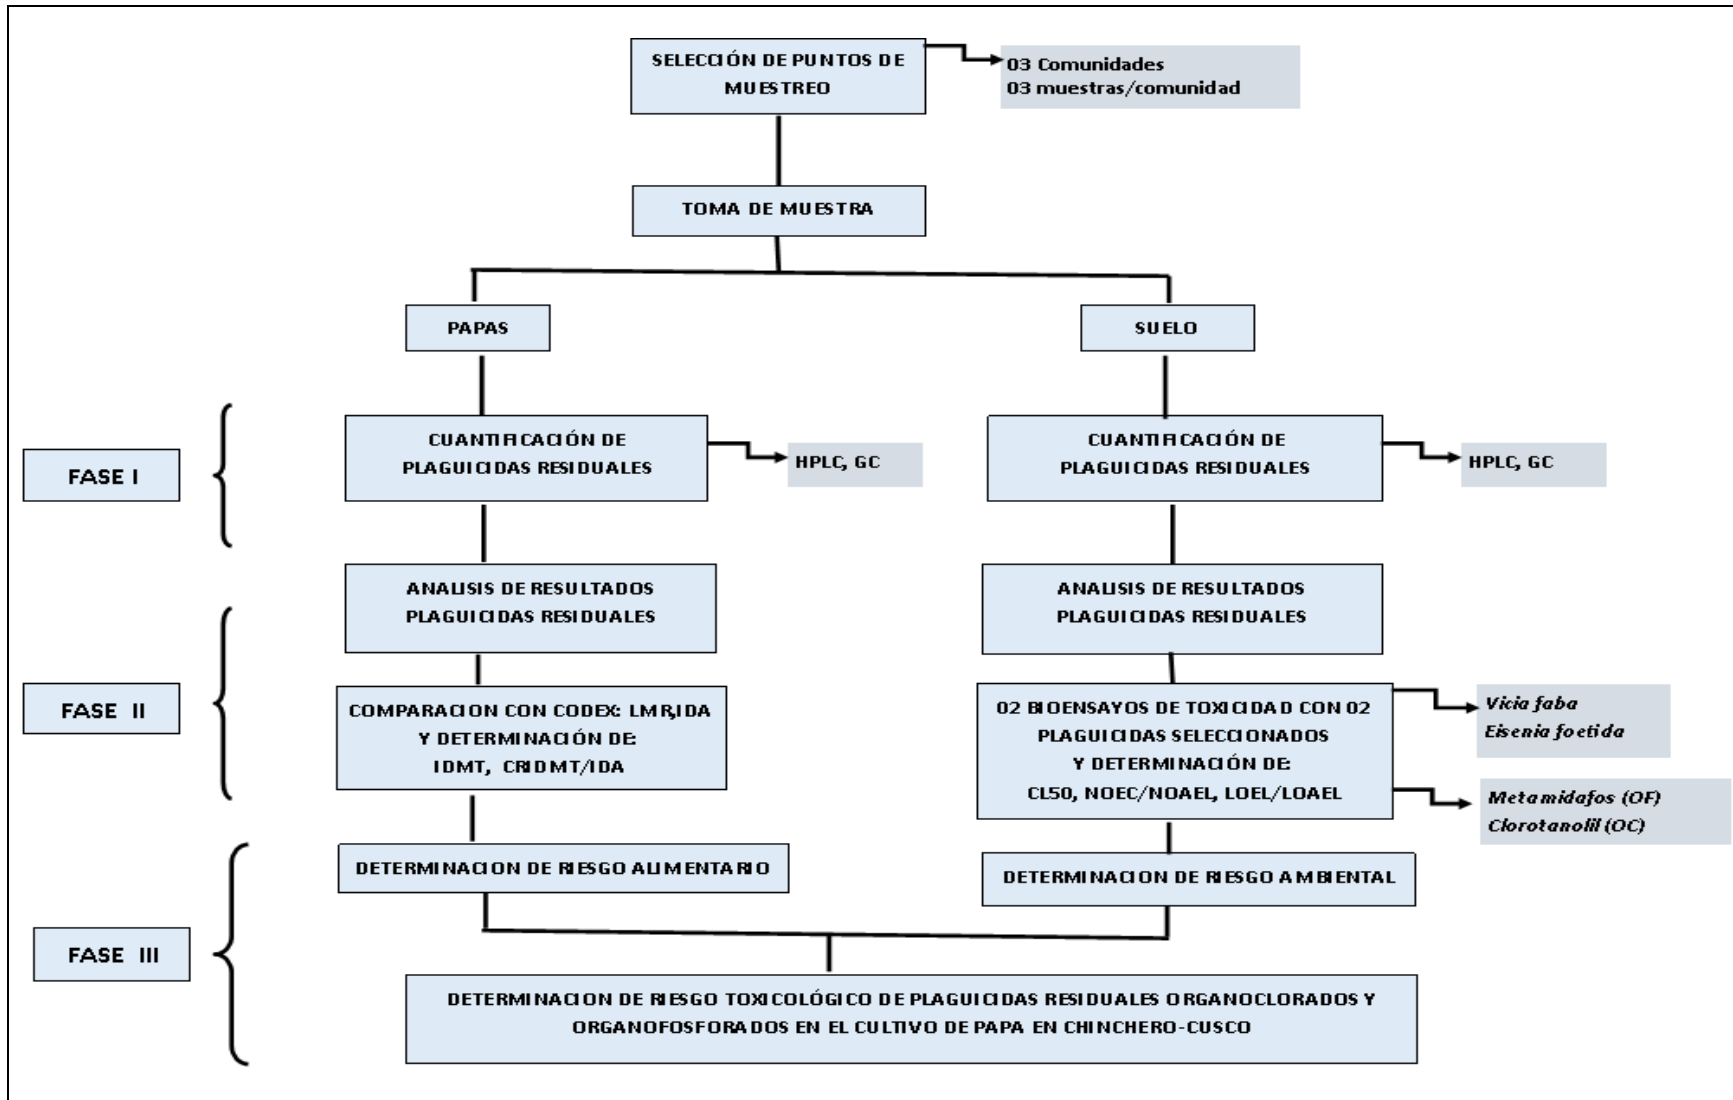 SELECCIÓN DE PUNTOS DE
MUESTREO
03 Comunidades
03 muestras/comunidad
TOMA DE MUESTRA
PAPAS
SUELO
FASE I
CUANTIFICACIÓN DE
PLAGUICIDAS RESIDUALES
HPLC, GC
CUANTIFICACIÓN DE
PLAGUICIDAS RESIDUALES
HPLC, GC
ANALISIS DE RESULTADOS
PLAGUICIDAS RESIDUALES
ANALISIS DE RESULTADOS
PLAGUICIDAS RESIDUALES
FASE II
COMPARACION CON CODEX: LMR,IDA
Y DETERMINACIÓN DE:
IDMT, CRIDMT/IDA
02 BIOENSAYOS DE TOXICIDAD CON 02
PLAGUICIDAS SELECCIONADOS
Y DETERMINACIÓN DE:
CL50, NOEC/NOAEL, LOEL/LOAEL
Vicia faba
Eisenia foetida
Metamidafos (OF)
Clorotanolil (OC)
FASE III
DETERMINACION DE RIESGO ALIMENTARIO
DETERMINACION DE RIESGO AMBIENTAL
DETERMINACION DE RIESGO TOXICOLÓGICO DE PLAGUICIDAS RESIDUALES ORGANOCLORADOS Y
ORGANOFOSFORADOS EN EL CULTIVO DE PAPA EN CHINCHERO-CUSCO